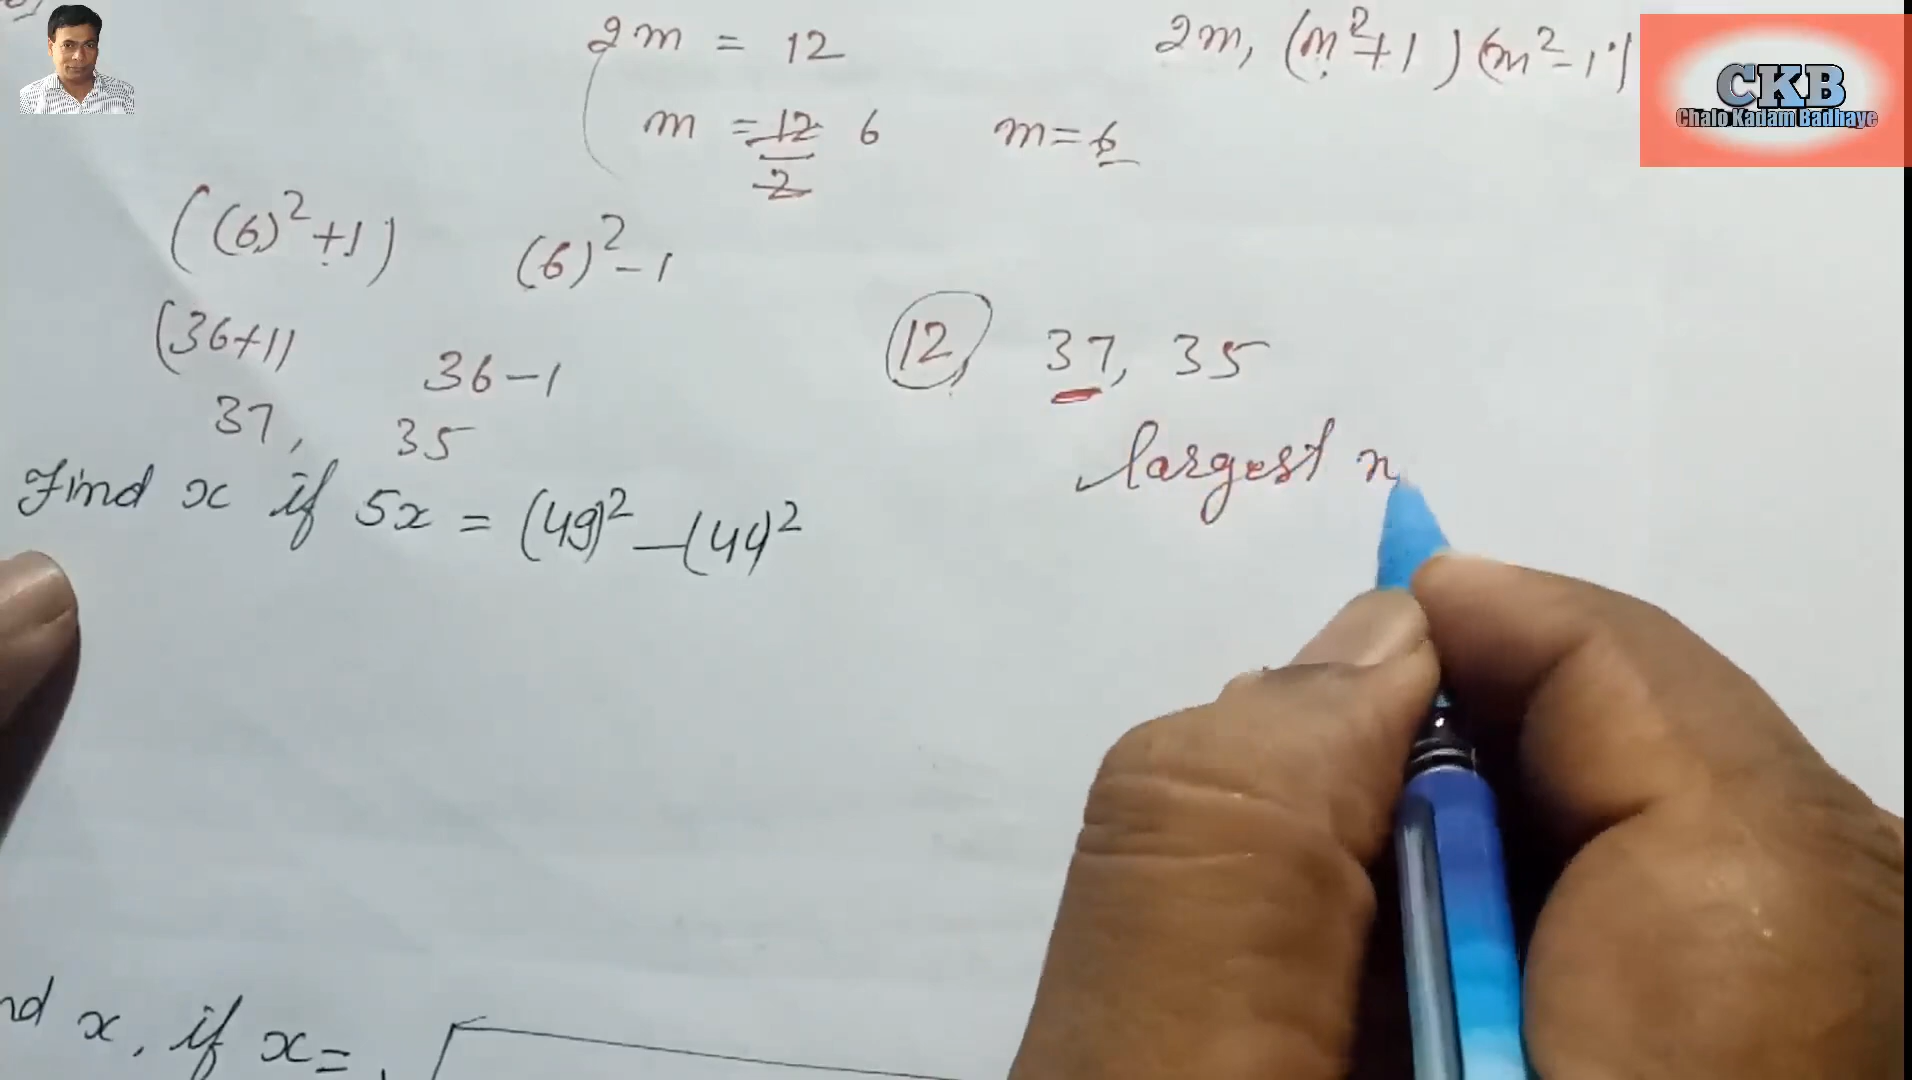 2m = 12
2m, (m²+1) (m²-1)
CKB
Chalo Kadam Badhaye
m = 12/2 6
m = 6
((6)²+1)
(6)²-1
(36+1)
36-1
12, 37, 35
37, 35
largest n
Find x if 5x = (49)² - (44)²
x, if x =